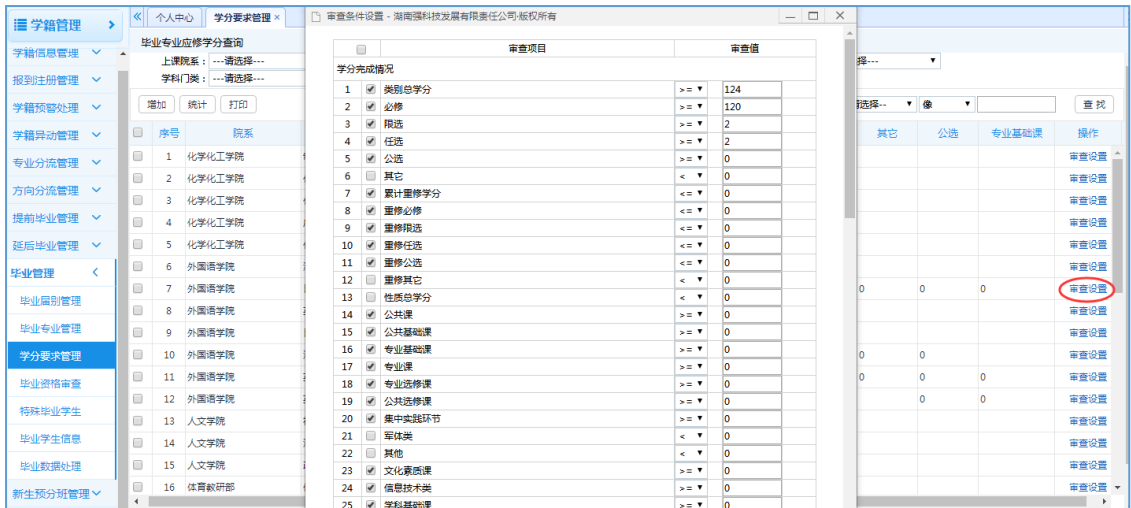 学籍管理
学籍信息管理
报到注册管理
学籍预警处理
学籍异动管理
专业分流管理
方向分流管理
提前毕业管理
延后毕业管理
毕业管理
毕业届别管理
毕业专业管理
学分要求管理
毕业资格审查
特殊毕业学生
毕业学生信息
毕业数据处理
新生预分班管理
个人中心 学分要求管理 ×
毕业专业应修学分查询
上课院系： ---请选择---
学科门类： ---请选择---
增加 统计 打印
序号 院系
1 化学化工学院
2 化学化工学院
3 化学化工学院
4 化学化工学院
5 化学化工学院
6 外国语学院
7 外国语学院
8 外国语学院
9 外国语学院
10 外国语学院
11 外国语学院
12 外国语学院
13 人文学院
14 人文学院
15 人文学院
16 体育教研部
审查条件设置 - 湖南强科技发展有限责任公司·版权所有
审查项目 审查值
学分完成情况
1 类别总学分 >= 124
2 必修 >= 120
3 限选 >= 2
4 任选 >= 2
5 公选 >= 0
6 其它 < 0
7 累计重修学分 <= 0
8 重修必修 <= 0
9 重修限选 <= 0
10 重修任选 <= 0
11 重修公选 <= 0
12 重修其它 < 0
13 性质总学分 < 0
14 公共课 >= 0
15 公共基础课 >= 0
16 专业基础课 >= 0
17 专业课 >= 0
18 专业选修课 >= 0
19 公共选修课 >= 0
20 集中实践环节 >= 0
21 军体类 < 0
22 其他 < 0
23 文化素质课 >= 0
24 信息技术类 >= 0
25 学科基础课 >= 0
择---
选择-- 像 查 找
其它 公选 专业基础课 操作
审查设置
审查设置
审查设置
审查设置
审查设置
审查设置
0 0 0 审查设置
审查设置
审查设置
0 0 审查设置
0 0 0 审查设置
0 0 审查设置
审查设置
审查设置
审查设置
审查设置